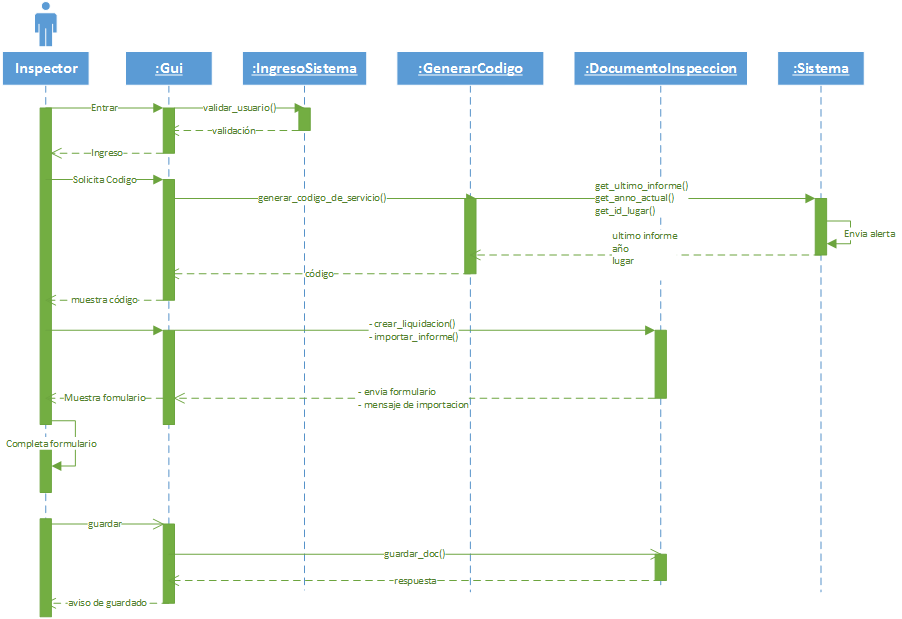 Inspector
:Gui
:IngresoSistema
:GenerarCodigo
:DocumentoInspeccion
:Sistema
Entrar
validar_usuario()
validación
Ingreso
Solicita Codigo
generar_codigo_de_servicio()
get_ultimo_informe()
get_anno_actual()
get_id_lugar()
Envia alerta
ultimo informe
año
lugar
código
muestra código
- crear_liquidacion()
- importar_informe()
- envia formulario
- mensaje de importacion
Muestra fomulario
Completa formulario
guardar
guardar_doc()
respuesta
aviso de guardado